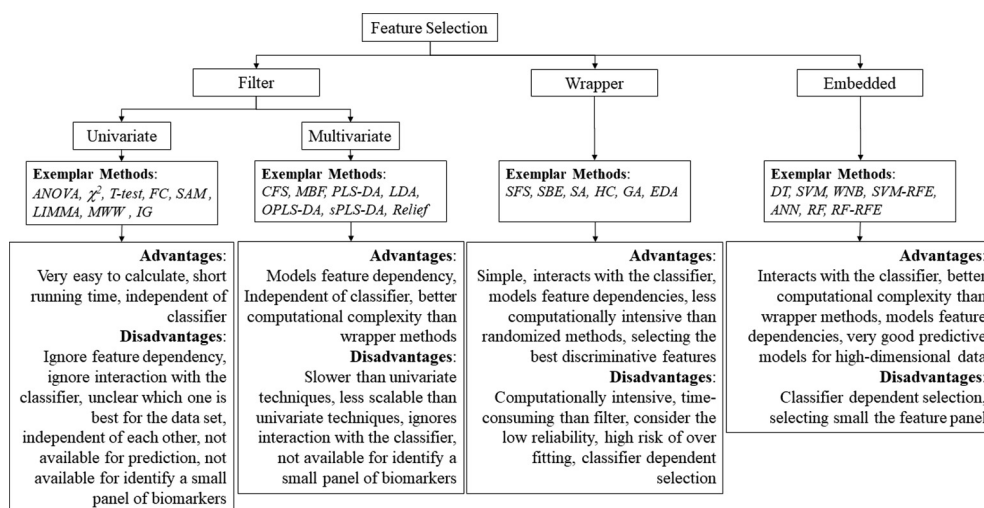 Feature Selection
Filter
Wrapper
Embedded
Univariate
Multivariate
Exemplar Methods:
ANOVA, χ², T-test, FC, SAM ,
LIMMA, MWW , IG
Exemplar Methods:
CFS, MBF, PLS-DA, LDA,
OPLS-DA, sPLS-DA, Relief
Exemplar Methods:
SFS, SBE, SA, HC, GA, EDA
Exemplar Methods:
DT, SVM, WNB, SVM-RFE,
ANN, RF, RF-RFE
Advantages:
Very easy to calculate, short
running time, independent of
classifier
Disadvantages:
Ignore feature dependency,
ignore interaction with the
classifier, unclear which one is
best for the data set,
independent of each other, not
available for prediction, not
available for identify a small
panel of biomarkers
Advantages:
Models feature dependency,
Independent of classifier, better
computational complexity than
wrapper methods
Disadvantages:
Slower than univariate
techniques, less scalable than
univariate techniques, ignores
interaction with the classifier,
not available for identify a
small panel of biomarkers
Advantages:
Simple, interacts with the classifier,
models feature dependencies, less
computationally intensive than
randomized methods, selecting the
best discriminative features
Disadvantages:
Computationally intensive, time-
consuming than filter, consider the
low reliability, high risk of over
fitting, classifier dependent
selection
Advantages:
Interacts with the classifier, better
computational complexity than
wrapper methods, models feature
dependencies, very good predictive
models for high-dimensional data
Disadvantages:
Classifier dependent selection,
selecting small the feature panel